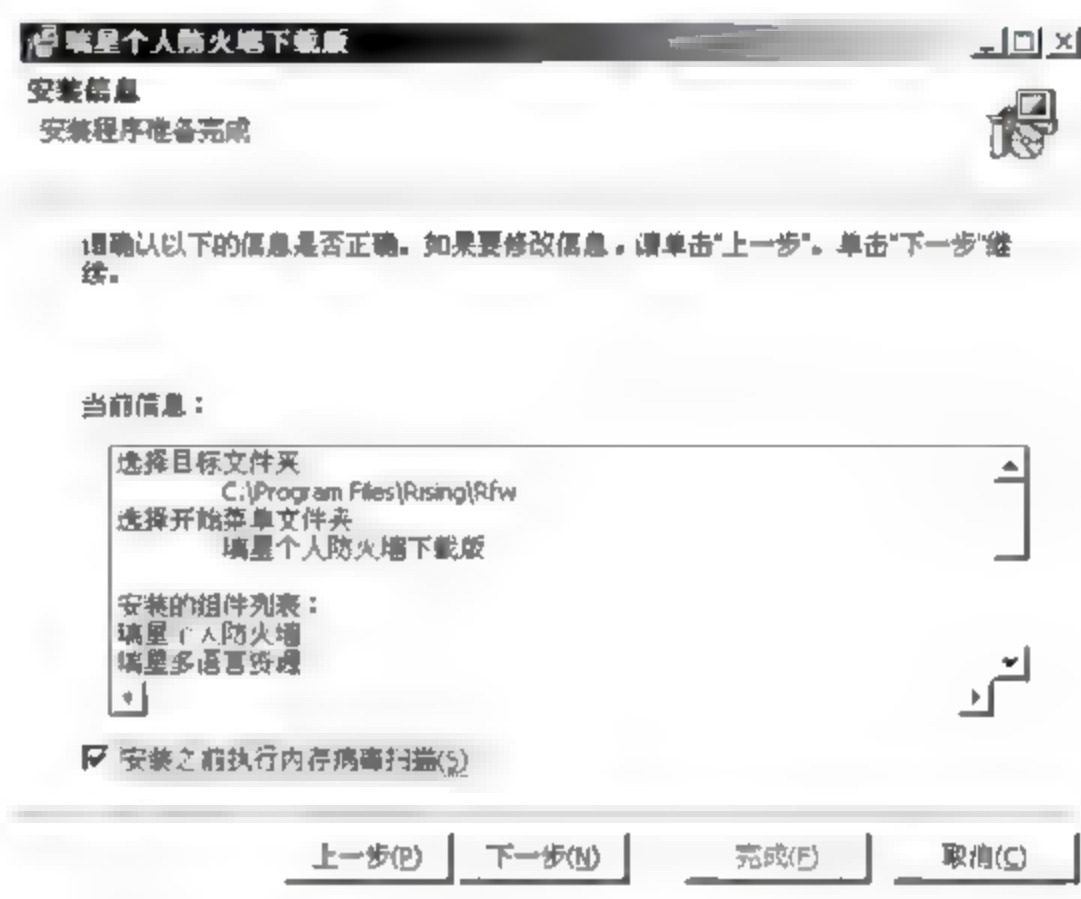 瑞星个人防火墙下载版
安装信息
安装程序准备完成
请确认以下的信息是否正确。如果要修改信息,请单击"上一步"。单击"下一步"继
续。
当前信息:
选择目标文件夹
C:\Program Files\Rising\Rfw
选择开始菜单文件夹
瑞星个人防火墙下载版
安装的组件列表:
瑞星个人防火墙
瑞星多语言资源
安装之前执行内存病毒扫描(S)
上一步(P)
下一步(N)
完成(F)
取消(C)